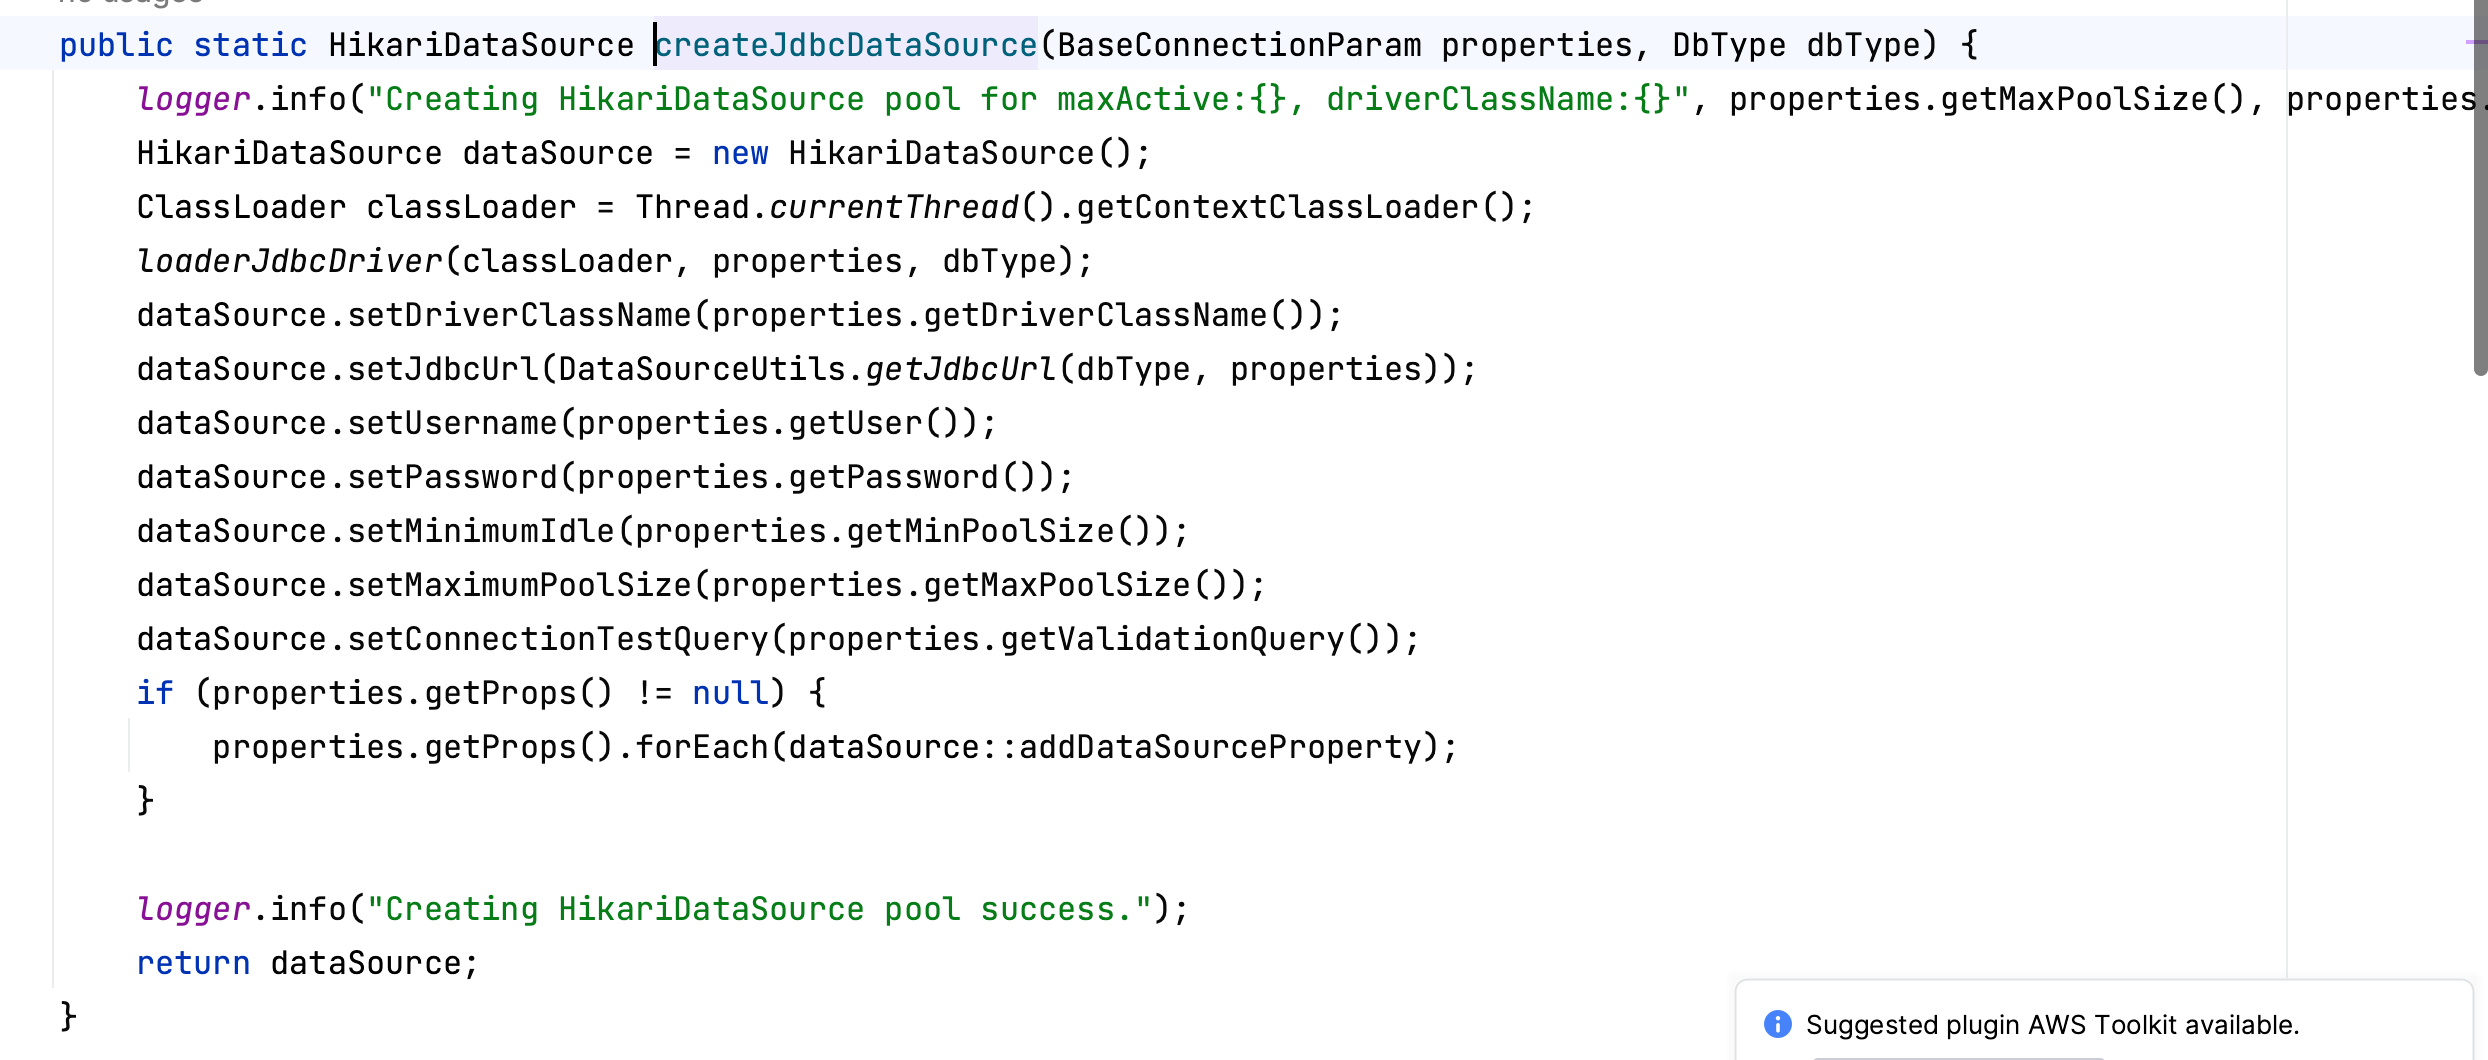 no usages
public static HikariDataSource createJdbcDataSource(BaseConnectionParam properties, DbType dbType) {
logger.info("Creating HikariDataSource pool for maxActive:{}, driverClassName:{}", properties.getMaxPoolSize(), properties.
HikariDataSource dataSource = new HikariDataSource();
ClassLoader classLoader = Thread.currentThread().getContextClassLoader();
loaderJdbcDriver(classLoader, properties, dbType);
dataSource.setDriverClassName(properties.getDriverClassName());
dataSource.setJdbcUrl(DataSourceUtils.getJdbcUrl(dbType, properties));
dataSource.setUsername(properties.getUser());
dataSource.setPassword(properties.getPassword());
dataSource.setMinimumIdle(properties.getMinPoolSize());
dataSource.setMaximumPoolSize(properties.getMaxPoolSize());
dataSource.setConnectionTestQuery(properties.getValidationQuery());
if (properties.getProps() != null) {
properties.getProps().forEach(dataSource::addDataSourceProperty);
}
logger.info("Creating HikariDataSource pool success.");
return dataSource;
}
Suggested plugin AWS Toolkit available.